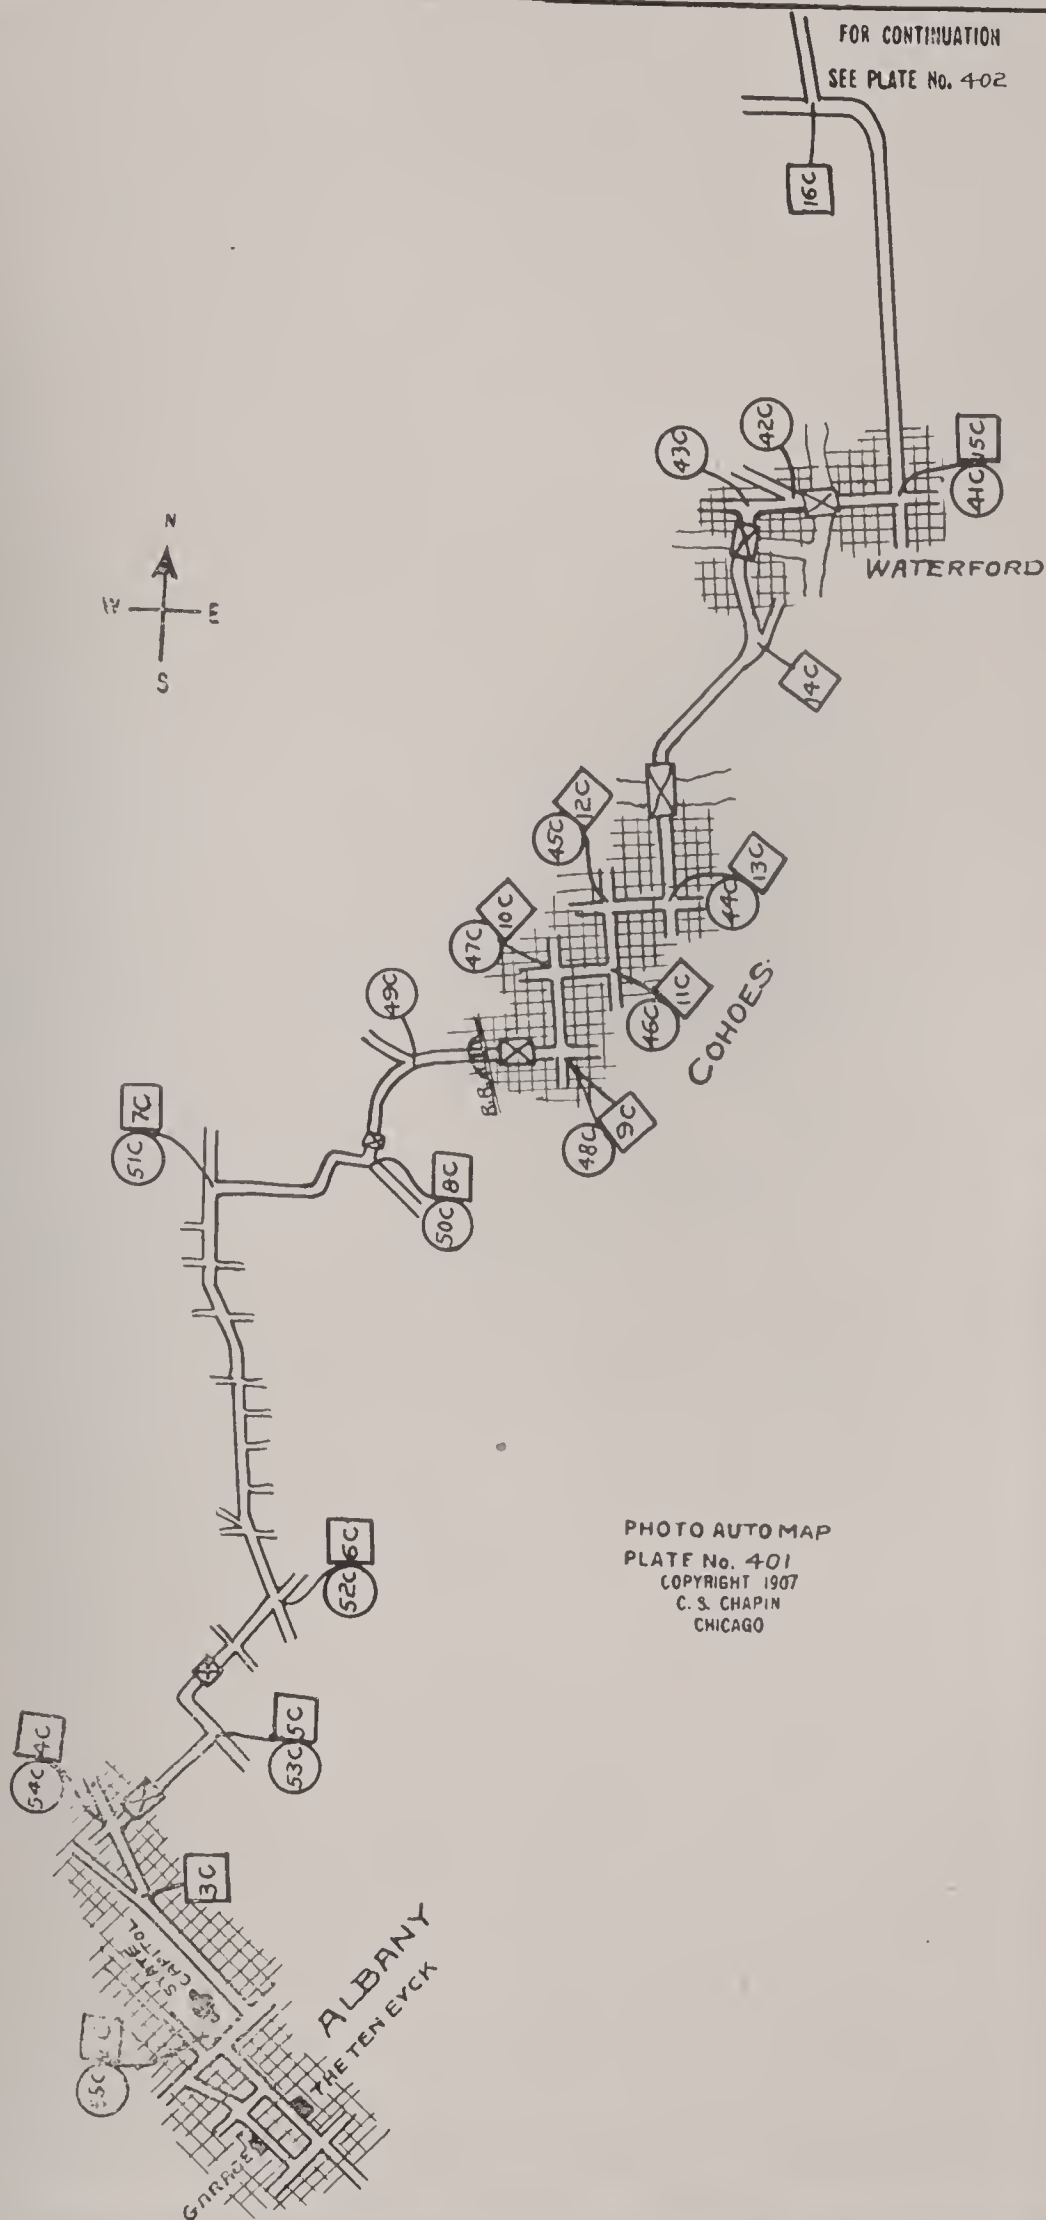 FOR CONTINUATION
SEE PLATE No. 402
16C
42C
43C
15C
41C
WATERFORD
N
W E
S
14C
12C
45C
13C
44C
10C
47C
11C
46C
COHOES
49C
R.R.
9C
48C
7C
51C
8C
50C
PHOTO AUTO MAP
PLATE No. 401
COPYRIGHT 1907
C. S. CHAPIN
CHICAGO
6C
52C
5C
53C
4C
54C
3C
STATE
CAPITOL
ALBANY
THE TEN EYCK
GARAGE